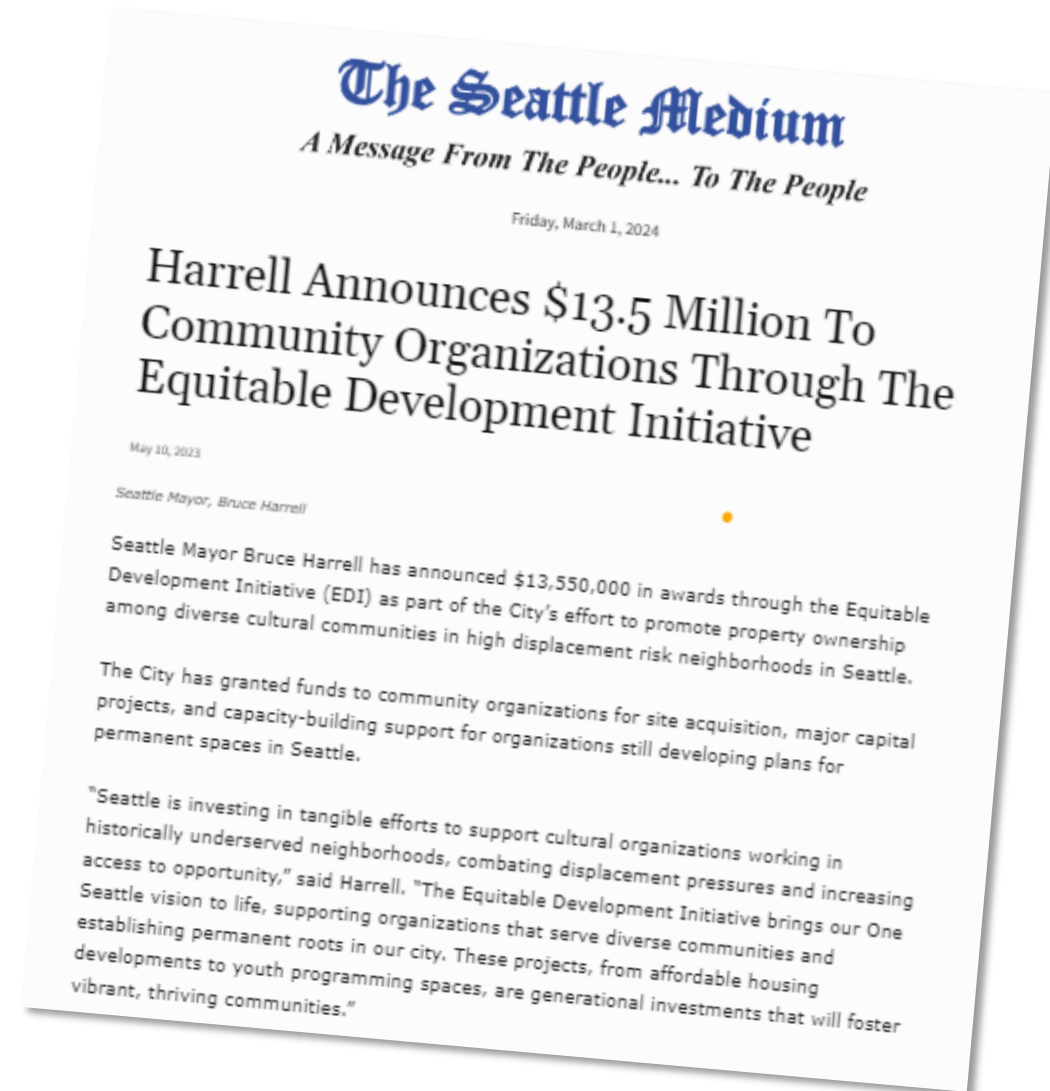 The Seattle Medium
A Message From The People... To The People
Friday, March 1, 2024
Harrell Announces $13.5 Million To
Community Organizations Through The
Equitable Development Initiative
May 10, 2023
Seattle Mayor, Bruce Harrell
Seattle Mayor Bruce Harrell has announced $13,550,000 in awards through the Equitable
Development Initiative (EDI) as part of the City’s effort to promote property ownership
among diverse cultural communities in high displacement risk neighborhoods in Seattle.
The City has granted funds to community organizations for site acquisition, major capital
projects, and capacity-building support for organizations still developing plans for
permanent spaces in Seattle.
“Seattle is investing in tangible efforts to support cultural organizations working in
historically underserved neighborhoods, combating displacement pressures and increasing
access to opportunity,” said Harrell. “The Equitable Development Initiative brings our One
Seattle vision to life, supporting organizations that serve diverse communities and
establishing permanent roots in our city. These projects, from affordable housing
developments to youth programming spaces, are generational investments that will foster
vibrant, thriving communities.”